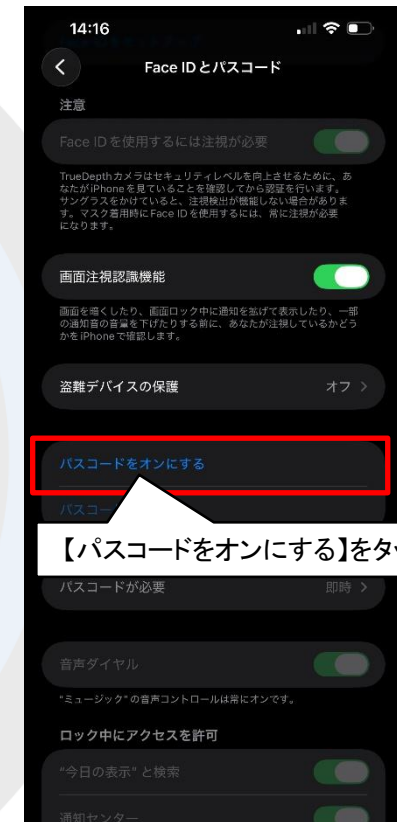 14:16
Face IDとパスコード
注意
Face IDを使用するには注視が必要
TrueDepthカメラはセキュリティレベルを向上させるために、あ
なたがiPhoneを見ていることを確認してから認証を行います。
サングラスをかけていると、注視検出が機能しない場合がありま
す。マスク着用時にFace IDを使用するには、常に注視が必要
になります。
画面注視認識機能
画面を暗くしたり、画面ロック中に通知を拡げて表示したり、一部
の通知音の音量を下げたりする前に、あなたが注視しているかどう
かをiPhoneで確認します。
盗難デバイスの保護 オフ
パスコードをオンにする
パスコー
【パスコードをオンにする】をタ
パスコードが必要 即時
音声ダイヤル
"ミュージック"の音声コントロールは常にオンです。
ロック中にアクセスを許可
"今日の表示"と検索
通知センター